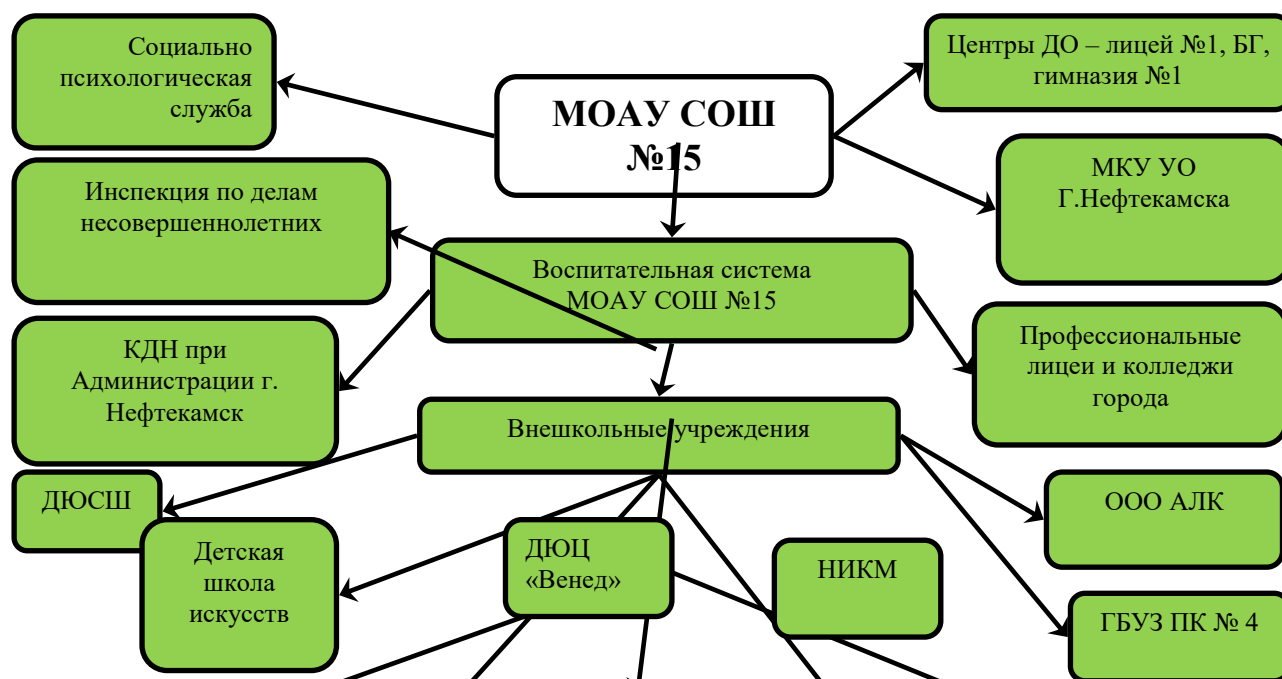 Социально
психологическая
служба
Центры ДО – лицей №1, БГ,
гимназия №1
МОАУ СОШ
№15
Инспекция по делам
несовершеннолетних
МКУ УО
Г.Нефтекамска
Воспитательная система
МОАУ СОШ №15
КДН при
Администрации г.
Нефтекамск
Профессиональные
лицеи и колледжи
города
Внешкольные учреждения
ДЮСШ
ООО АЛК
Детская
школа
искусств
ДЮЦ
«Венед»
НИКМ
ГБУЗ ПК № 4